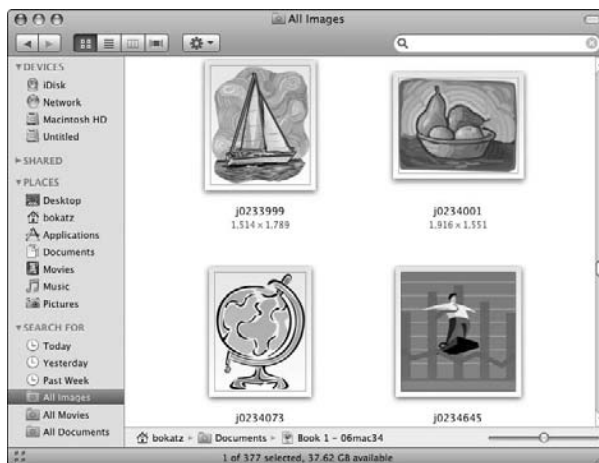 All Images
DEVICES
iDisk
Network
Macintosh HD
Untitled
SHARED
PLACES
Desktop
bokatz
Applications
Documents
Movies
Music
Pictures
SEARCH FOR
Today
Yesterday
Past Week
All Images
All Movies
All Documents
j0233999
1,514 × 1,789
j0234001
1,916 × 1,551
j0234073
j0234645
bokatz ▸ Documents ▸ Book 1 - 06mac34
1 of 377 selected, 37.62 GB available